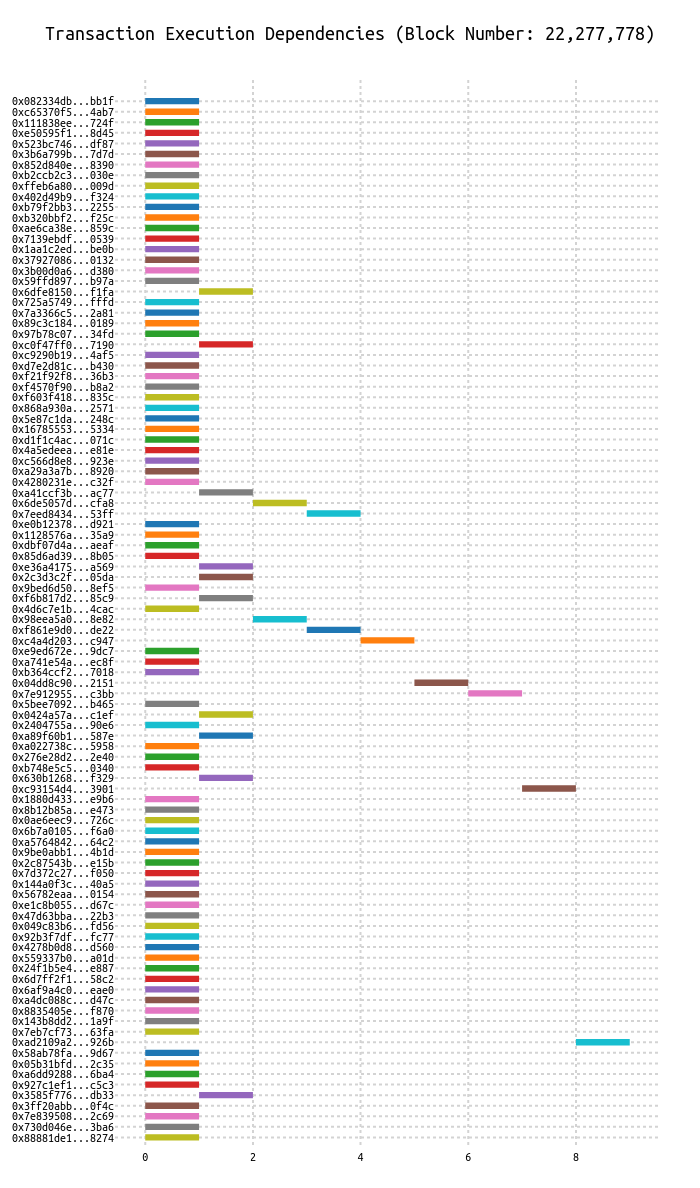 Transaction Execution Dependencies (Block Number: 22,277,778)
0x082334db...bb1f
0xc65370f5...4ab7
0x111838ee...724f
0xe50595f1...8d45
0x523bc746...df87
0x3b6a799b...7d7d
0x852d840e...8390
0xb2ccb2c3...030e
0xffeb6a80...009d
0x402d49b9...f324
0xb79f2bb3...2255
0xb320bbf2...f25c
0xae6ca38e...859c
0x7139ebdf...0539
0x1aa1c2ed...be0b
0x37927086...0132
0x3b00d0a6...d380
0x59ffd897...b97a
0x6dfe8150...f1fa
0x725a5749...fffd
0x7a3366c5...2a81
0x89c3c184...0189
0x97b78c07...34fd
0xc0f47ff0...7190
0xc9290b19...4af5
0xd7e2d81c...b430
0xf21f92f8...36b3
0xf4570f90...b8a2
0xf603f418...835c
0x868a930a...2571
0x5e87c1da...248c
0x16785553...5334
0xd1f1c4ac...071c
0x4a5edeea...e81e
0xc566d8e8...923e
0xa29a3a7b...8920
0x4280231e...c32f
0xa41ccf3b...ac77
0x6de5057d...cfa8
0x7eed8434...53ff
0xe0b12378...d921
0x1128576a...35a9
0xdbf07d4a...aeaf
0x85d6ad39...8b05
0xe36a4175...a569
0x2c3d3c2f...05da
0x9bed6d50...8ef5
0xf6b817d2...85c9
0x4d6c7e1b...4cac
0x98eea5a0...8e82
0xf861e9d0...de22
0xc4a4d203...c947
0xe9ed672e...9dc7
0xa741e54a...ec8f
0xb364ccf2...7018
0x04dd8c90...2151
0x7e912955...c3bb
0x5bee7092...b465
0x0424a57a...c1ef
0x2404755a...90e6
0xa89f60b1...587e
0xa022738c...5958
0x276e28d2...2e40
0xb748e5c5...0340
0x630b1268...f329
0xc93154d4...3901
0x1880d433...e9b6
0x8b12b85a...e473
0x0ae6eec9...726c
0x6b7a0105...f6a0
0xa5764842...64c2
0x9be0abb1...4b1d
0x2c87543b...e15b
0x7d372c27...f050
0x144a0f3c...40a5
0x56782eaa...0154
0xe1c8b055...d67c
0x47d63bba...22b3
0x049c83b6...fd56
0x92b3f7df...fc77
0x4278b0d8...d560
0x559337b0...a01d
0x24f1b5e4...e887
0x6d7ff2f1...58c2
0x6af9a4c0...eae0
0xa4dc088c...d47c
0x8835405e...f870
0x143b8dd2...1a9f
0x7eb7cf73...63fa
0xad2109a2...926b
0x58ab78fa...9d67
0x05b31bfd...2c35
0xa6dd9288...6ba4
0x927c1ef1...c5c3
0x3585f776...db33
0x3ff20abb...0f4c
0x7e839508...2c69
0x730d046e...3ba6
0x88881de1...8274
0 2 4 6 8